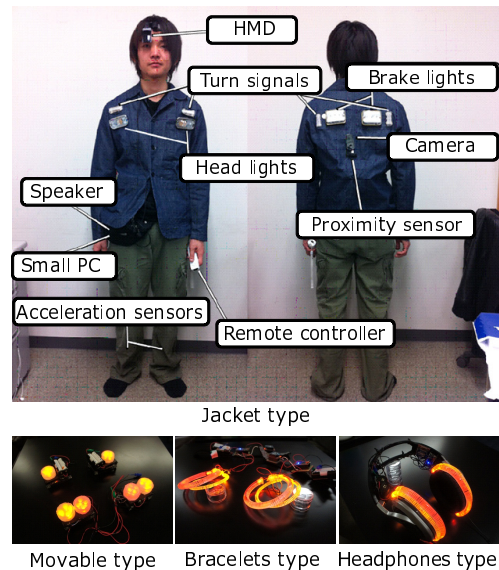 HMD
Turn signals
Brake lights
Camera
Head lights
Speaker
Proximity sensor
Small PC
Acceleration sensors
Remote controller
Jacket type
Movable type
Bracelets type
Headphones type